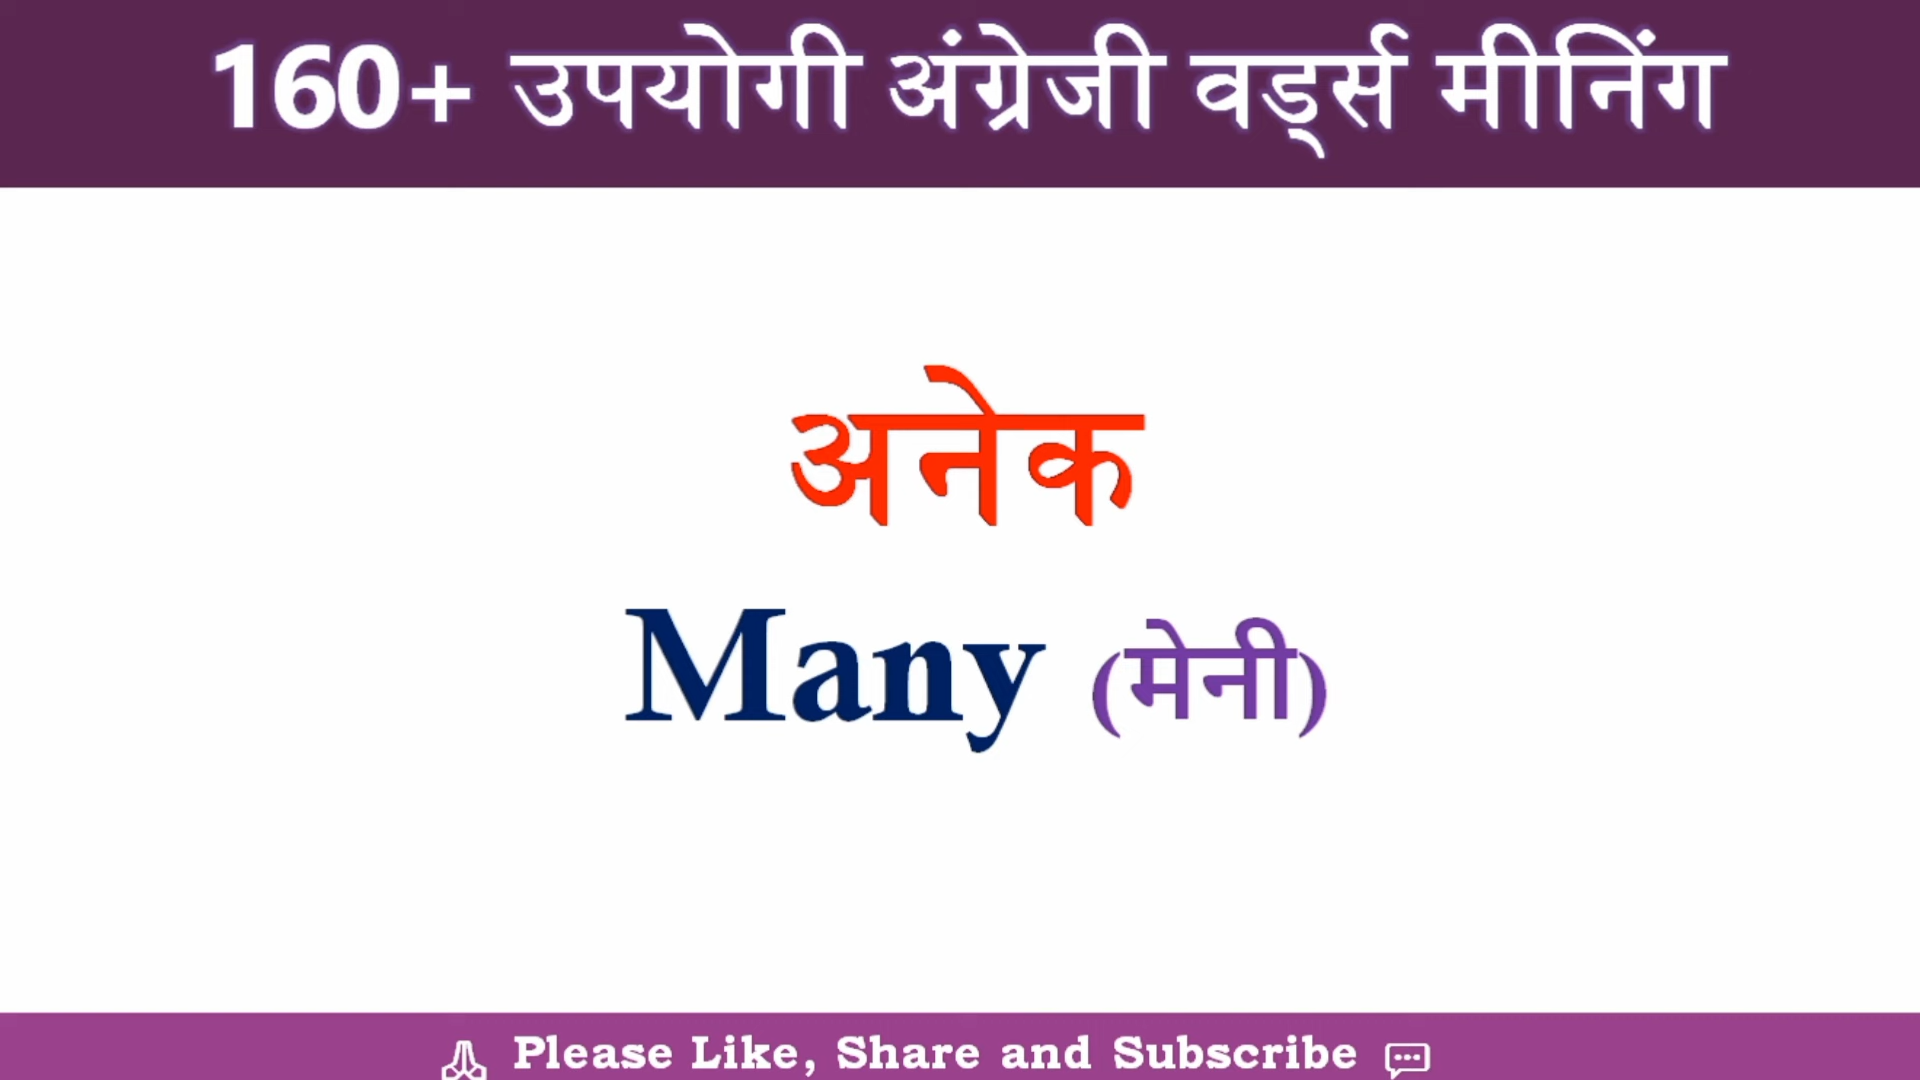 160+ उपयोगी अंग्रेजी वर्ड्स मीनिंग
अनेक
Many (मेनी)
Please Like, Share and Subscribe